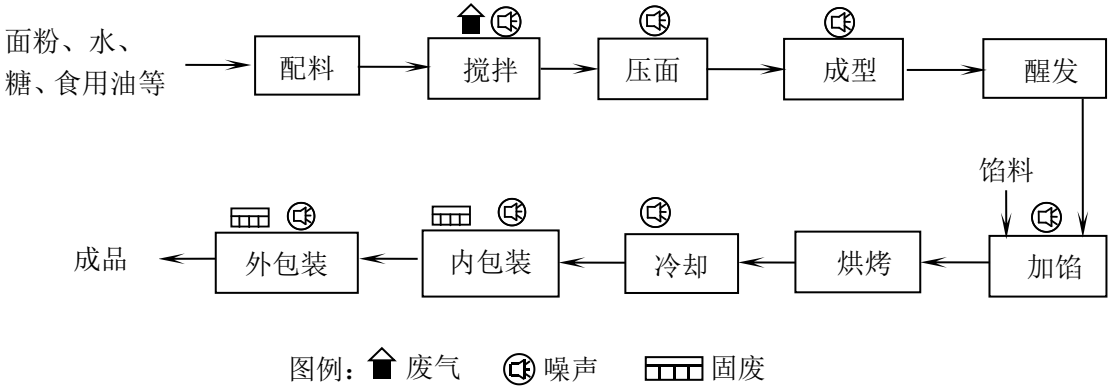 面粉、水、
糖、食用油等
配料
搅拌
压面
成型
醒发
馅料
成品
外包装
内包装
冷却
烘烤
加馅
图例：废气 噪声 固废